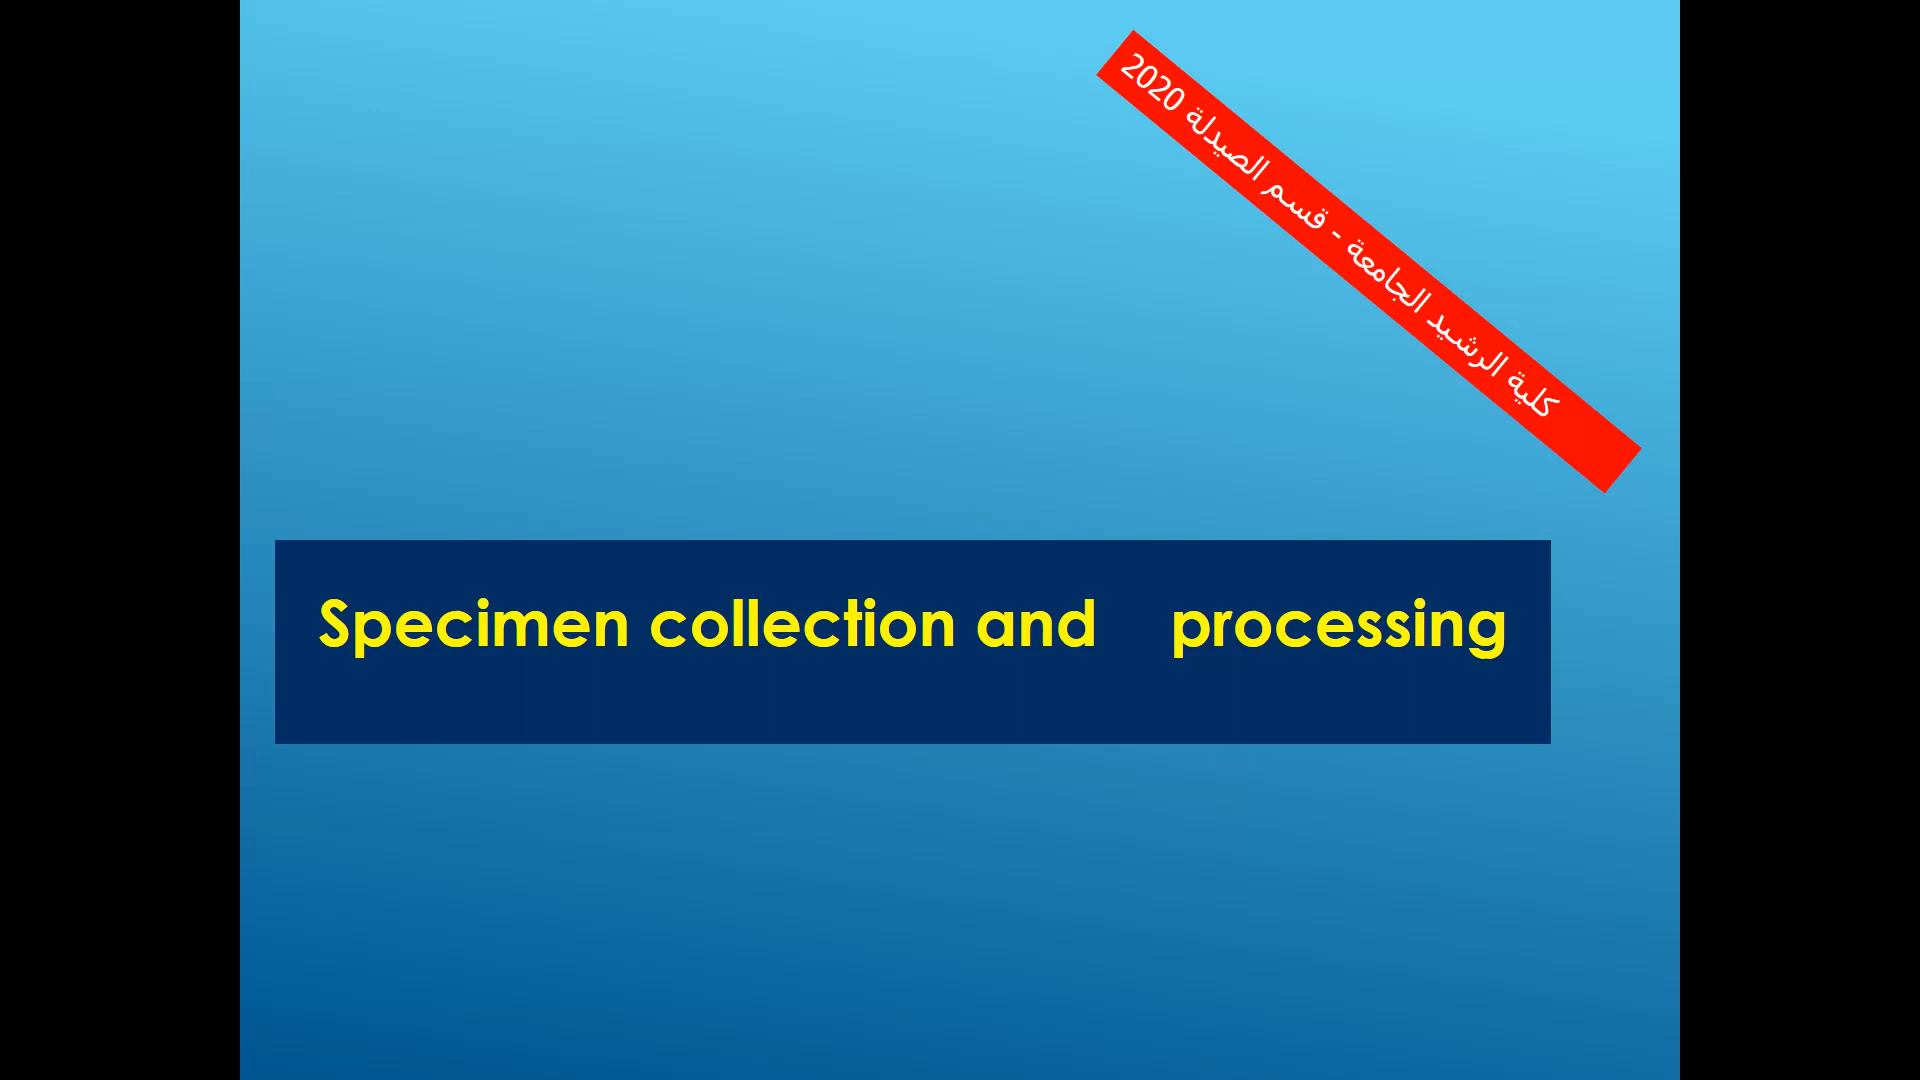 كلية الرشيد الجامعة - قسم الصيدلة 2020
Specimen collection and processing